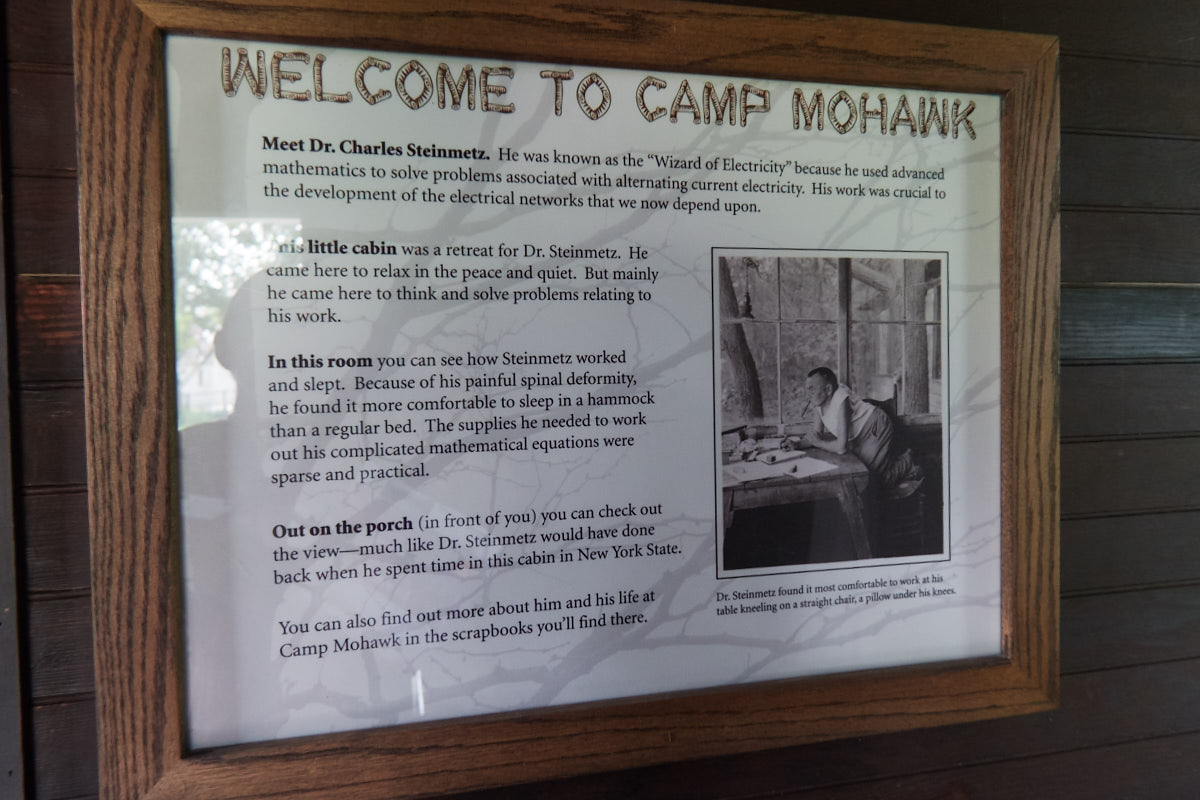 WELCOME TO CAMP MOHAWK
Meet Dr. Charles Steinmetz. He was known as the “Wizard of Electricity” because he used advanced
mathematics to solve problems associated with alternating current electricity. His work was crucial to
the development of the electrical networks that we now depend upon.
This little cabin was a retreat for Dr. Steinmetz. He
came here to relax in the peace and quiet. But mainly
he came here to think and solve problems relating to
his work.
In this room you can see how Steinmetz worked
and slept. Because of his painful spinal deformity,
he found it more comfortable to sleep in a hammock
than a regular bed. The supplies he needed to work
out his complicated mathematical equations were
sparse and practical.
Out on the porch (in front of you) you can check out
the view—much like Dr. Steinmetz would have done
back when he spent time in this cabin in New York State.
You can also find out more about him and his life at
Camp Mohawk in the scrapbooks you’ll find there.
Dr. Steinmetz found it most comfortable to work at his
table kneeling on a straight chair, a pillow under his knees.